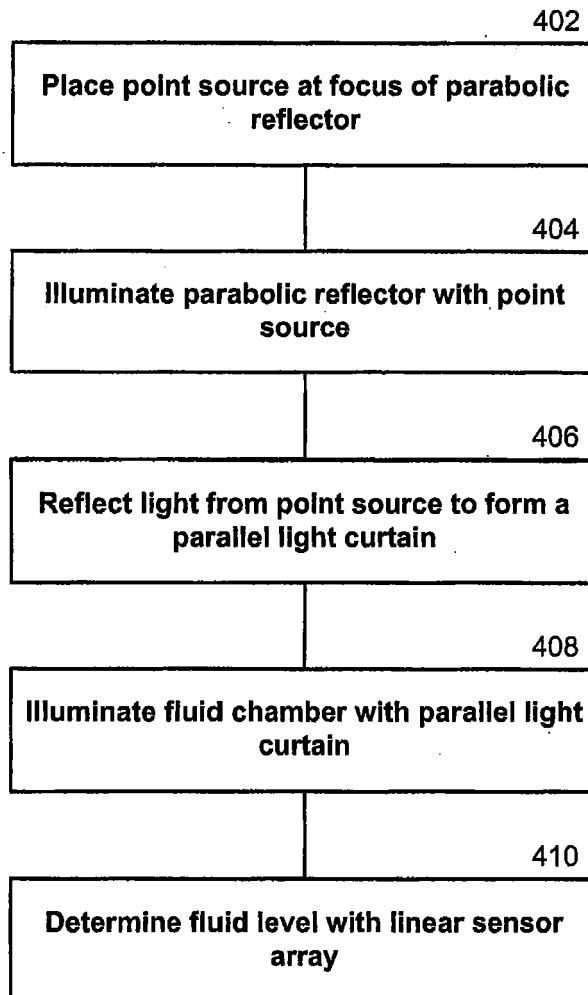 402
Place point source at focus of parabolic
reflector
404
Illuminate parabolic reflector with point
source
406
Reflect light from point source to form a
parallel light curtain
408
Illuminate fluid chamber with parallel light
curtain
410
Determine fluid level with linear sensor
array